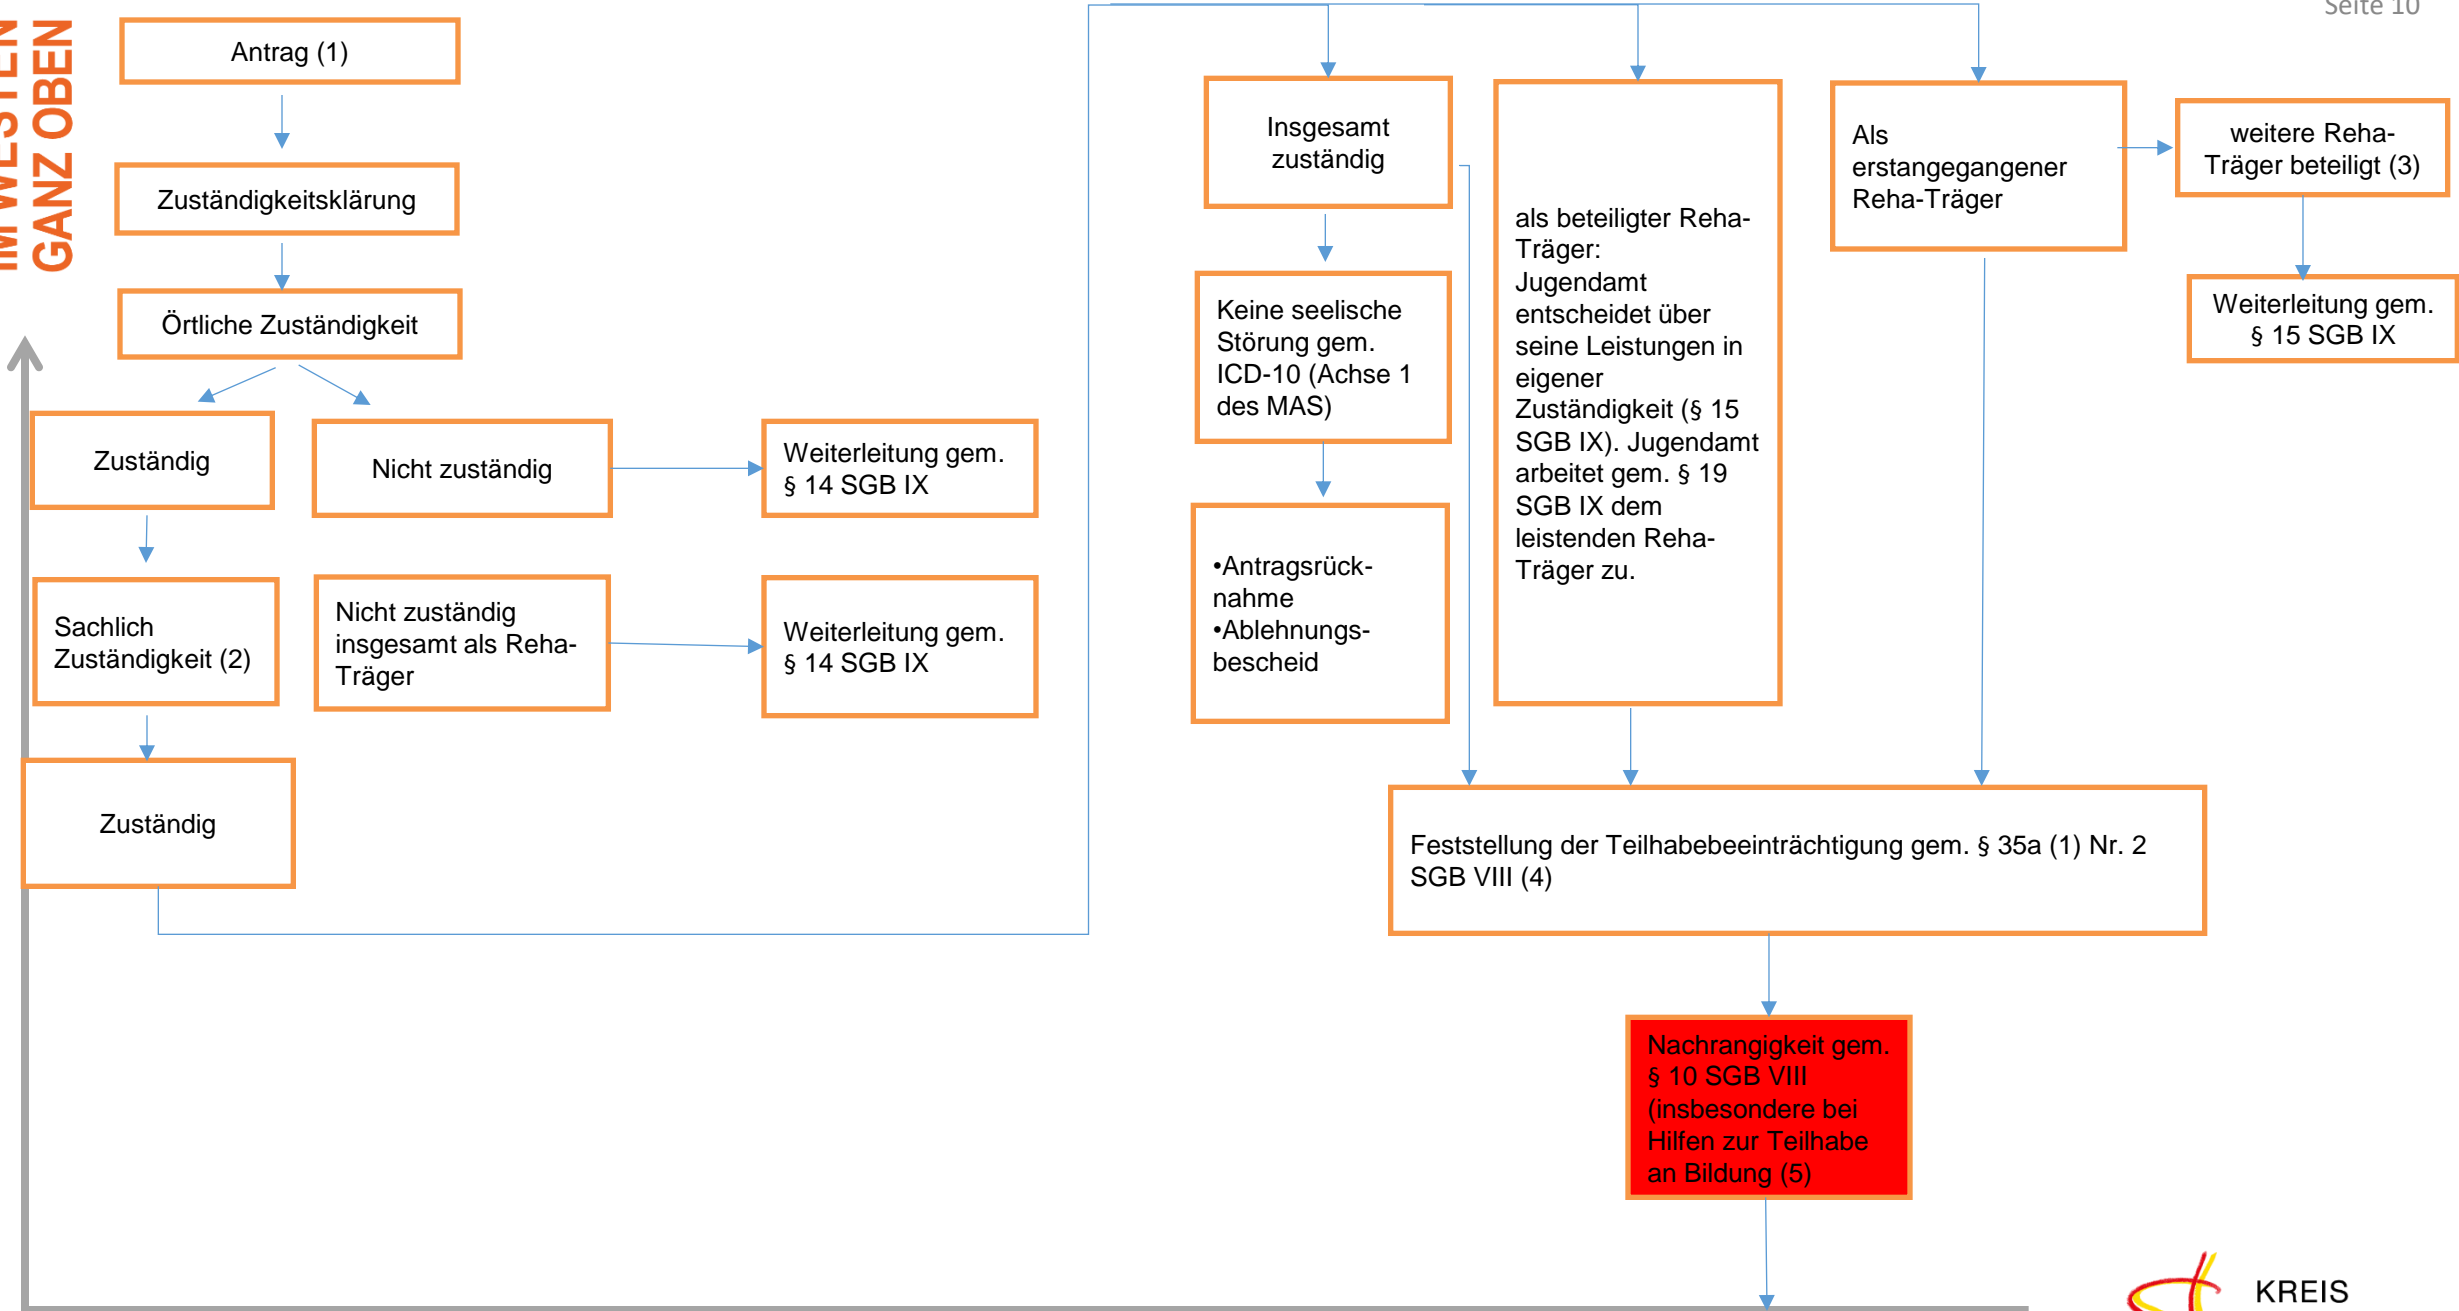 Seite 10
IM WESTEN
GANZ OBEN
Antrag (1)
Zuständigkeitsklärung
Örtliche Zuständigkeit
Zuständig
Nicht zuständig
Weiterleitung gem.
§ 14 SGB IX
Sachlich
Zuständigkeit (2)
Nicht zuständig
insgesamt als Reha-
Träger
Weiterleitung gem.
§ 14 SGB IX
Zuständig
Insgesamt
zuständig
Keine seelische
Störung gem.
ICD-10 (Achse 1
des MAS)
•Antragsrück-
nahme
•Ablehnungs-
bescheid
als beteiligter Reha-
Träger:
Jugendamt
entscheidet über
seine Leistungen in
eigener
Zuständigkeit (§ 15
SGB IX). Jugendamt
arbeitet gem. § 19
SGB IX dem
leistenden Reha-
Träger zu.
Als
erstangegangener
Reha-Träger
weitere Reha-
Träger beteiligt (3)
Weiterleitung gem.
§ 15 SGB IX
Feststellung der Teilhabebeeinträchtigung gem. § 35a (1) Nr. 2
SGB VIII (4)
Nachrangigkeit gem.
§ 10 SGB VIII
(insbesondere bei
Hilfen zur Teilhabe
an Bildung (5)
KREIS